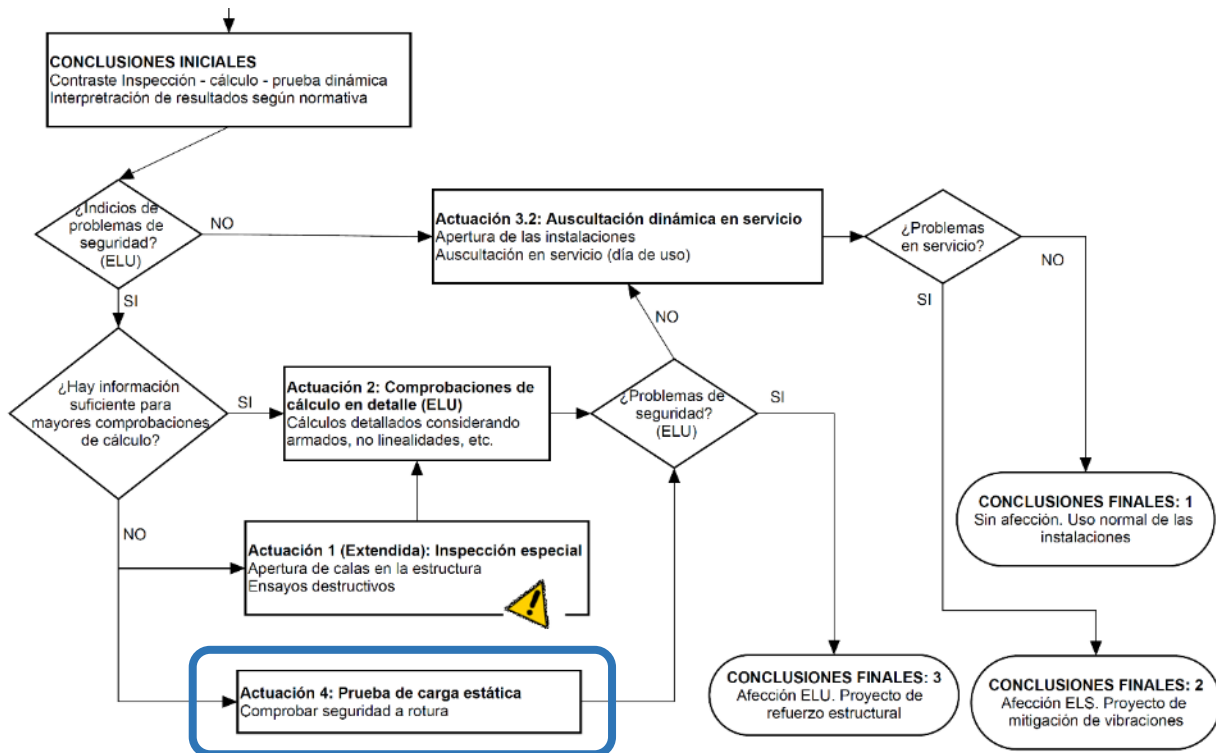 CONCLUSIONES INICIALES
Contraste Inspección - cálculo - prueba dinámica
Interpretración de resultados según normativa
¿Indicios de
problemas de
seguridad?
(ELU)
NO
SI
Actuación 3.2: Auscultación dinámica en servicio
Apertura de las instalaciones
Auscultación en servicio (día de uso)
¿Problemas
en servicio?
NO
SI
¿Hay información
suficiente para
mayores comprobaciones
de cálculo?
SI
NO
Actuación 2: Comprobaciones de
cálculo en detalle (ELU)
Cálculos detallados considerando
armados, no linealidades, etc.
¿Problemas de
seguridad?
(ELU)
NO
SI
Actuación 1 (Extendida): Inspección especial
Apertura de calas en la estructura
Ensayos destructivos
!
Actuación 4: Prueba de carga estática
Comprobar seguridad a rotura
CONCLUSIONES FINALES: 1
Sin afección. Uso normal de las
instalaciones
CONCLUSIONES FINALES: 3
Afección ELU. Proyecto de
refuerzo estructural
CONCLUSIONES FINALES: 2
Afección ELS. Proyecto de
mitigación de vibraciones